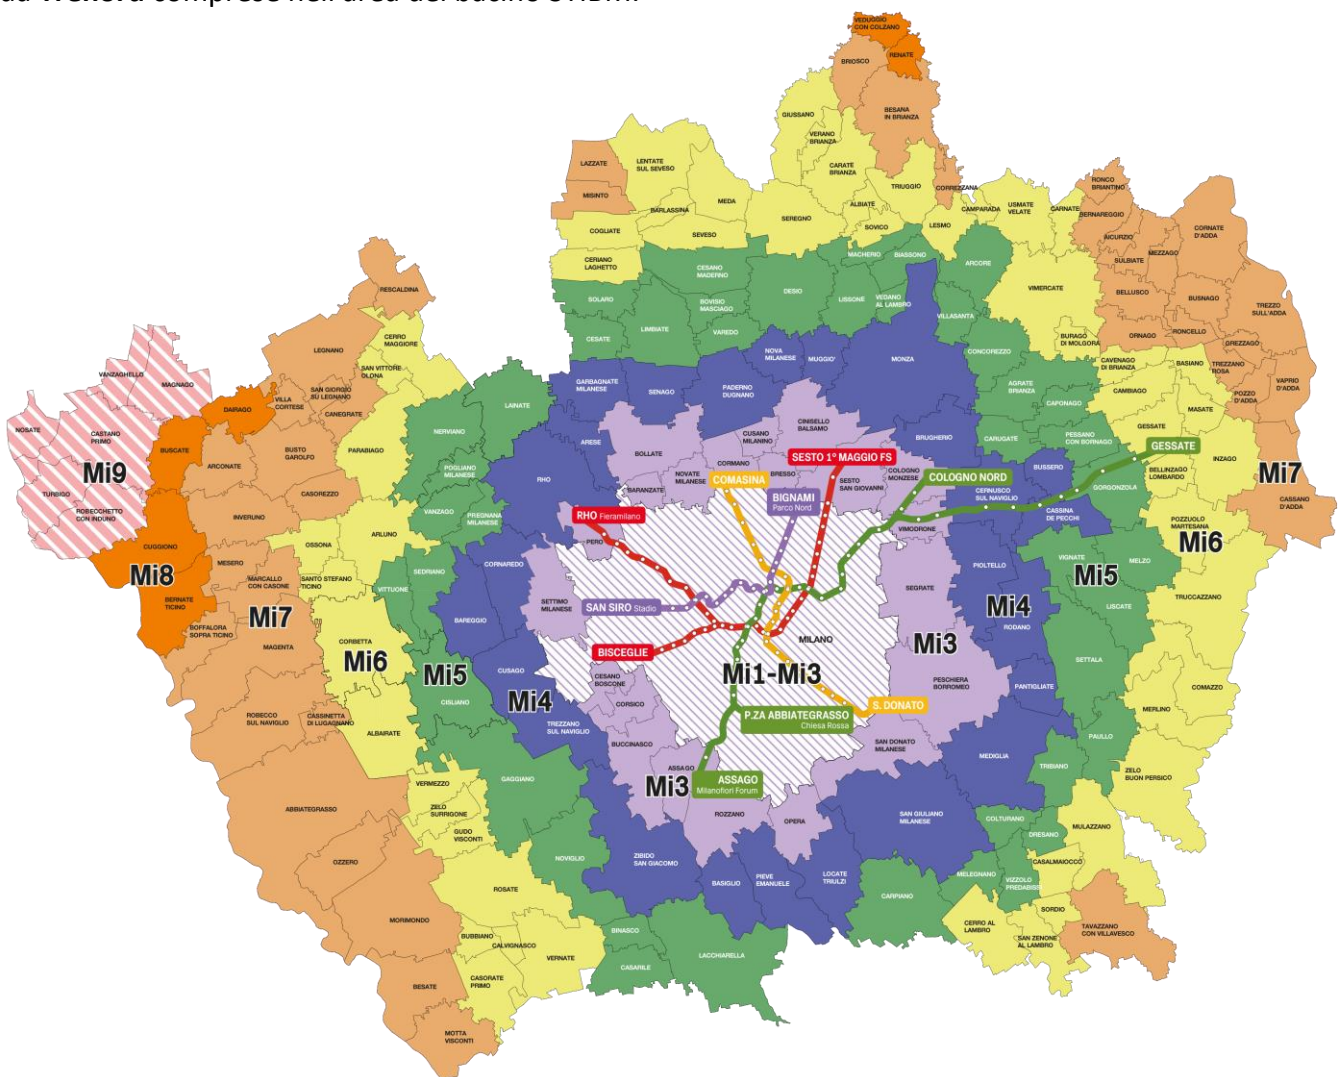 da Trenord comprese nell'area del bacino STIBM.
VEDUGGIO
CON COLZANO
RENATE
BRIOSCO
BESANA
IN BRIANZA
GIUSSANO
VERANO
BRIANZA
CARATE
BRIANZA
TRIUGGIO
CORREZZANA
LAZZATE
MISINTO
LENTATE
SUL SEVESO
MEDA
BARLASSINA
SEVESO
COGLIATE
CERIANO
LAGHETTO
SEREGNO
ALBIATE
SOVICO
LESMO
CAMPARADA
USMATE
VELATE
CARNATE
RONCO
BRIANTINO
BERNAREGGIO
AICURZIO
SULBIATE
MEZZAGO
CORNATE
D'ADDA
BELLUSCO
BUSNAGO
TREZZO
SULL'ADDA
ORNAGO
RONCELLO
GREZZAGO
TREZZANO
ROSA
VAPRIO
D'ADDA
POZZO
D'ADDA
VIMERCATE
BURAGO
DI MOLGORA
CAVENAGO
DI BRIANZA
BASIANO
CAMBIAGO
MASATE
GESSATE
INZAGO
BELLINZAGO
LOMBARDO
POZZUOLO
MARTESANA
CASSANO
D'ADDA
TRUCCAZZANO
MACHERIO
BIASSONO
ARCORE
CESANO
MADERNO
DESIO
LISSONE
VEDANO
AL LAMBRO
VILLASANTA
SOLARO
LIMBIATE
BOVISIO
MASCIAGO
VAREDO
CESATE
CONCOREZZO
AGRATE
BRIANZA
CAPONAGO
CARUGATE
PESSANO
CON BORNAGO
GORGONZOLA
GESSATE
NOVA
MILANESE
MUGGIO'
MONZA
GARBAGNATE
MILANESE
SENAGO
PADERNO
DUGNANO
BRUGHERIO
BUSSERO
CERNUSCO
SUL NAVIGLIO
CASSINA
DE PECCHI
RESCALDINA
LEGNANO
CERRO
MAGGIORE
SAN VITTORE
OLONA
SAN GIORGIO
SU LEGNANO
CANEGRATE
VILLA
CORTESE
DAIRAGO
BUSCATE
ARCONATE
BUSTO
GAROLFO
CASOREZZO
INVERUNO
PARABIAGO
VANZAGHELLO
MAGNAGO
NOSATE
CASTANO
PRIMO
TURBIGO
ROBECCHETTO
CON INDUNO
Mi9
CUGGIONO
Mi8
BERNATE
TICINO
MESERO
MARCALLO
CON CASONE
BOFFALORA
SOPRA TICINO
MAGENTA
Mi7
OSSONA
ARLUNO
SANTO STEFANO
TICINO
CORBETTA
Mi6
ALBAIRATE
ROBECCO
SUL NAVIGLIO
CASSINETTA
DI LUGAGNANO
NERVIANO
LAINATE
POGLIANO
MILANESE
VANZAGO
PREGNANA
MILANESE
SEDRIANO
VITTUONE
Mi5
CISLIANO
ARESE
RHO
CORNAREDO
BAREGGIO
CUSAGO
Mi4
TREZZANO
SUL NAVIGLIO
BOLLATE
BARANZATE
NOVATE
MILANESE
CORMANO
CUSANO
MILANINO
CINISELLO
BALSAMO
BRESSO
SESTO
SAN GIOVANNI
COLOGNO
MONZESE
VIMODRONE
SESTO 1° MAGGIO FS
COMASINA
BIGNAMI
Parco Nord
COLOGNO NORD
RHO Fieramilano
PERO
SAN SIRO Stadio
BISCEGLIE
SETTIMO
MILANESE
MILANO
Mi1-Mi3
SEGRATE
Mi3
PESCHIERA
BORROMEO
PIOLTELLO
Mi4
RODANO
PANTIGLIATE
VIGNATE
MELZO
Mi5
LISCATE
SETTALA
Mi6
Mi7
COMAZZO
MERLINO
ZELO
BUON PERSICO
PAULLO
TRIBIANO
MEDIGLIA
CESANO
BOSCONE
CORSICO
BUCCINASCO
ASSAGO
Mi3
P.ZA ABBIATEGRASSO
Chiesa Rossa
S. DONATO
ASSAGO
Milanofiori Forum
SAN DONATO
MILANESE
ROZZANO
OPERA
SAN GIULIANO
MILANESE
COLTURANO
DRESANO
MULAZZANO
CASALMAIOCCO
MELEGNANO
VIZZOLO
PREDABISSI
SORDIO
CERRO AL
LAMBRO
SAN ZENONE
AL LAMBRO
TAVAZZANO
CON VILLAVESCO
CARPIANO
LOCATE
TRIULZI
PIEVE
EMANUELE
BASIGLIO
ZIBIDO
SAN GIACOMO
GAGGIANO
NOVIGLIO
BINASCO
CASARILE
LACCHIARELLA
ABBIATEGRASSO
VERMEZZO
ZELO
SURRIGONE
GUDO
VISCONTI
OZZERO
ROSATE
MORIMONDO
BUBBIANO
CALVIGNASCO
VERNATE
CASORATE
PRIMO
BESATE
MOTTA
VISCONTI